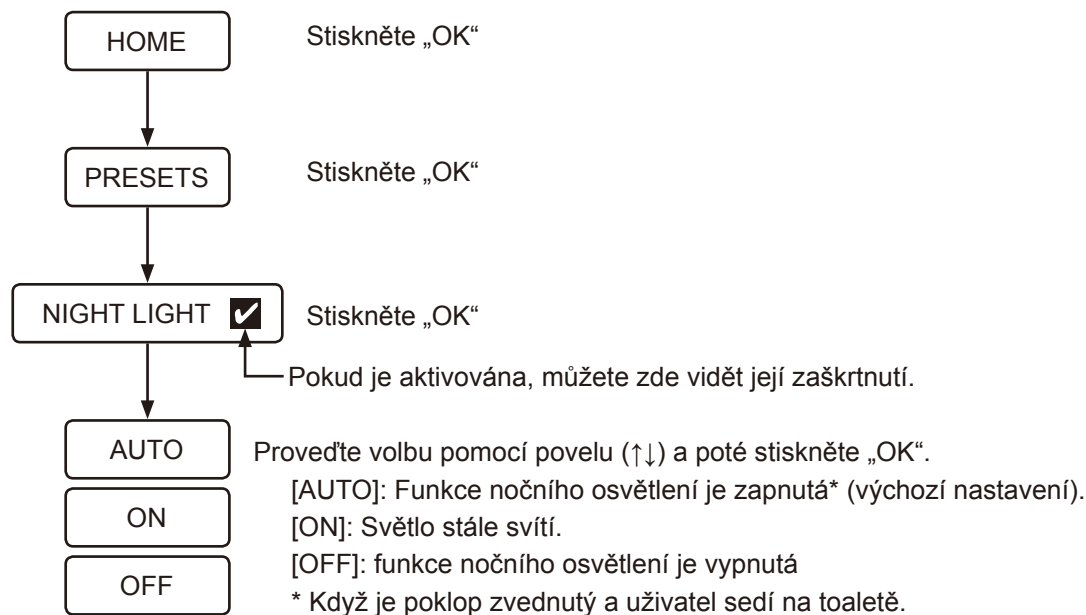 HOME Stiskněte „OK“
PRESETS Stiskněte „OK“
NIGHT LIGHT ✔ Stiskněte „OK“
Pokud je aktivována, můžete zde vidět její zaškrtnutí.
AUTO Proveďte volbu pomocí povelu (↑↓) a poté stiskněte „OK“.
[AUTO]: Funkce nočního osvětlení je zapnutá* (výchozí nastavení).
ON [ON]: Světlo stále svítí.
[OFF]: funkce nočního osvětlení je vypnutá
OFF
* Když je poklop zvednutý a uživatel sedí na toaletě.